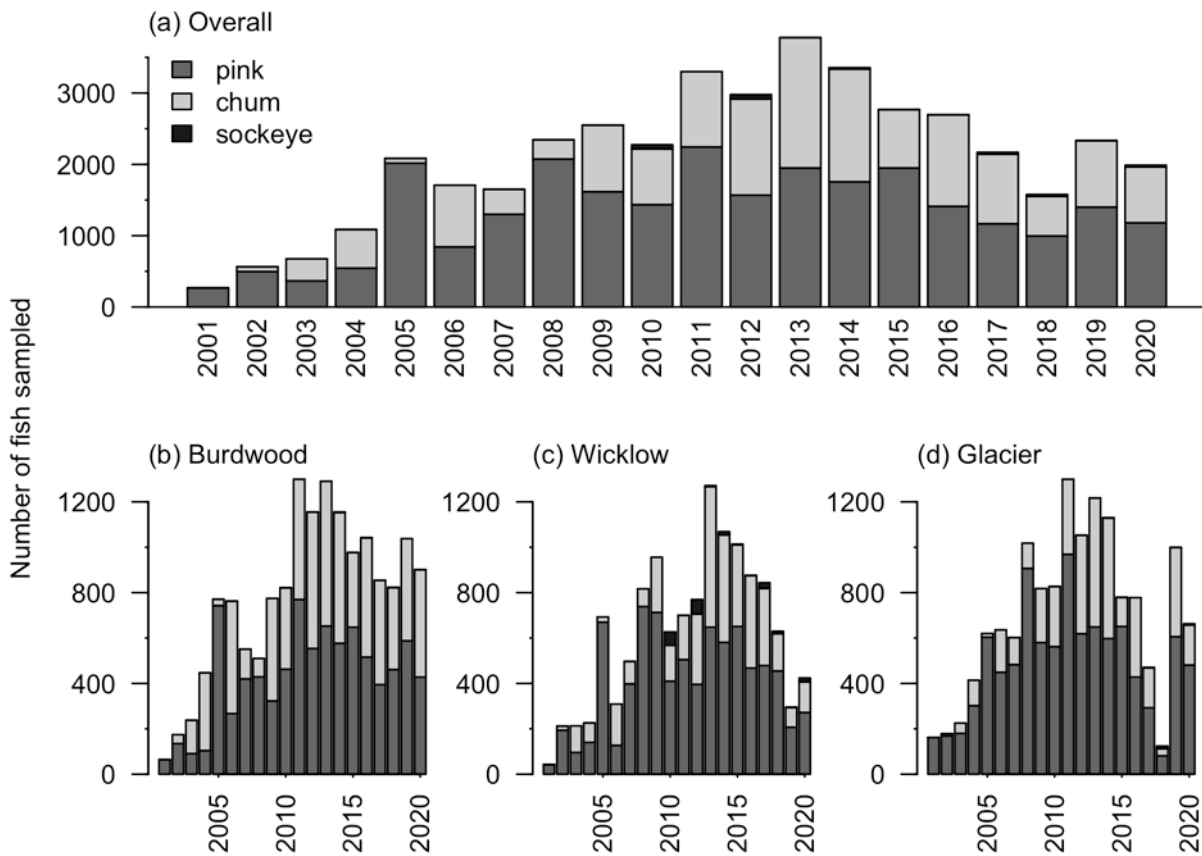 (a) Overall
pink
chum
sockeye
3000
2000
1000
0
2001 2002 2003 2004 2005 2006 2007 2008 2009 2010 2011 2012 2013 2014 2015 2016 2017 2018 2019 2020
Number of fish sampled
(b) Burdwood
1200
800
400
0
2005 2010 2015 2020
(c) Wicklow
1200
800
400
0
2005 2010 2015 2020
(d) Glacier
1200
800
400
0
2005 2010 2015 2020